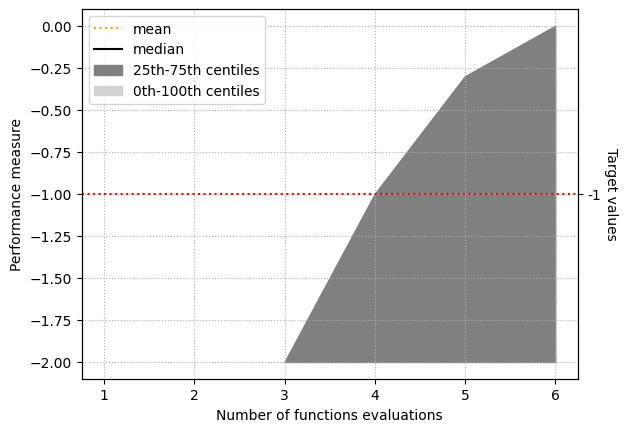 mean
median
25th-75th centiles
0th-100th centiles
0.00
−0.25
−0.50
−0.75
−1.00
−1.25
−1.50
−1.75
−2.00
Performance measure
-1
Target values
1 2 3 4 5 6
Number of functions evaluations